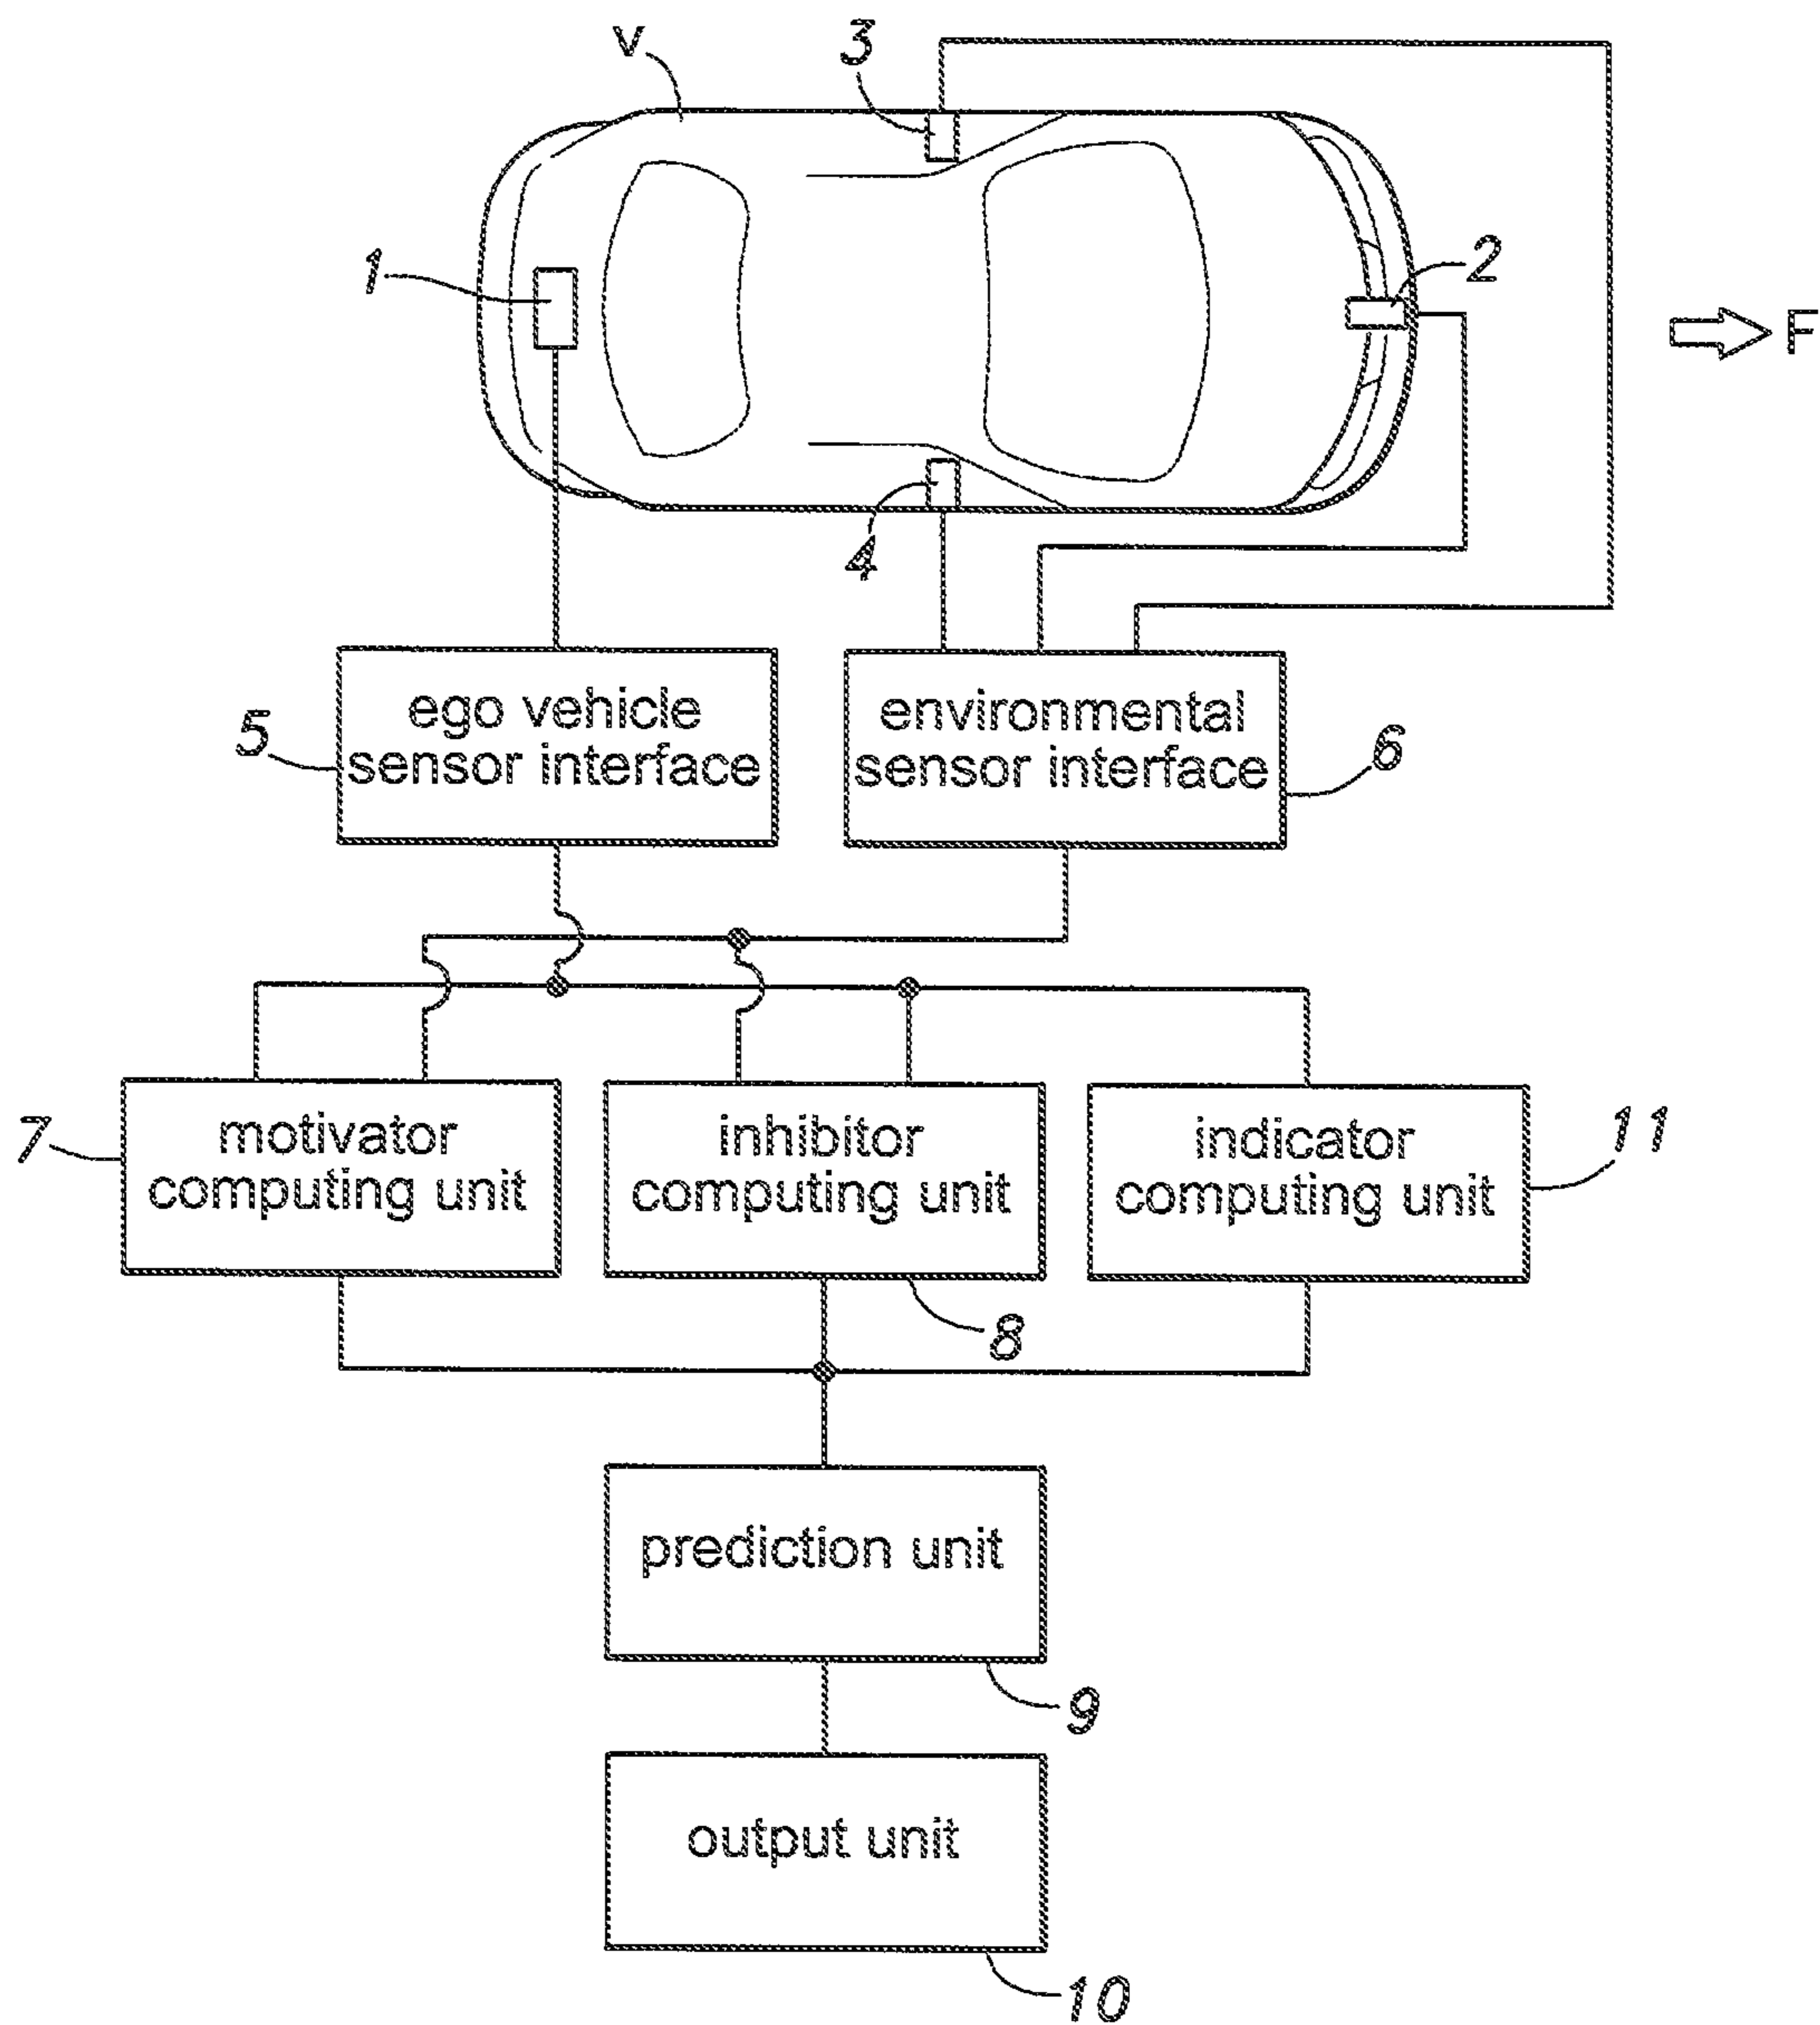 V
3
1
2
F
4
ego vehicle
sensor interface
5
environmental
sensor interface
6
7
motivator
computing unit
inhibitor
computing unit
indicator
computing unit
11
8
prediction unit
9
output unit
10